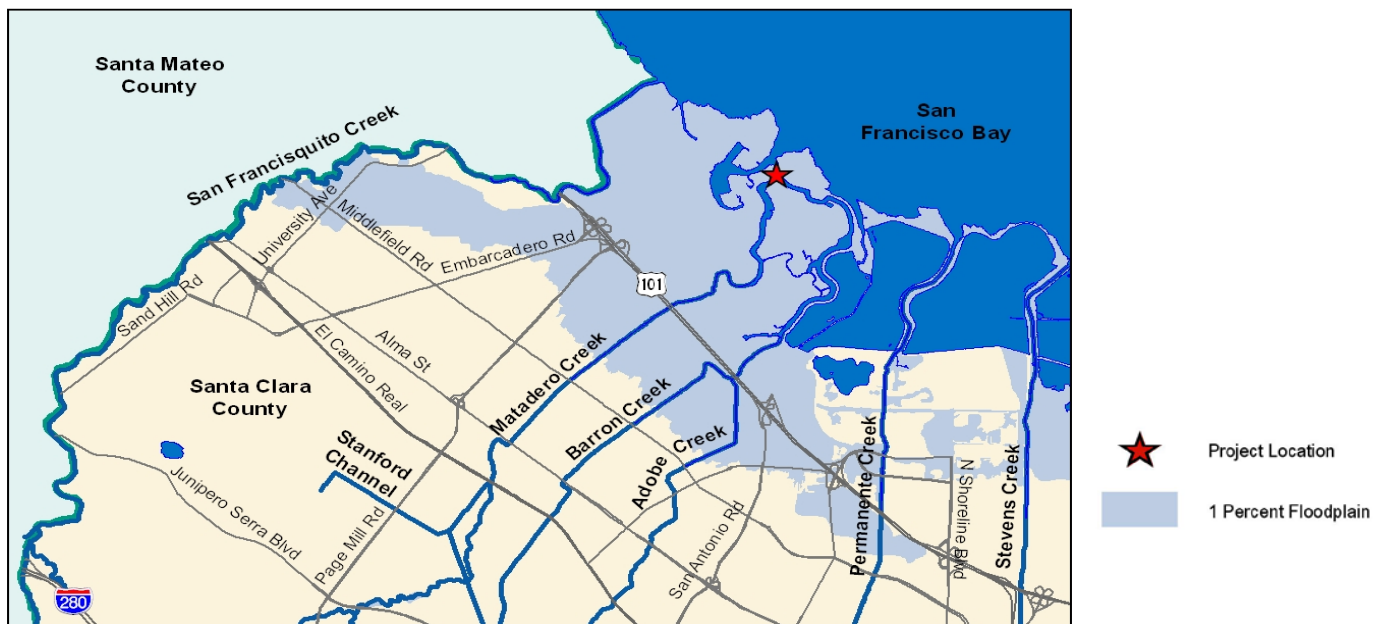 Santa Mateo
County
San
Francisco Bay
San Francisquito Creek
University Ave
Middlefield Rd
Embarcadero Rd
101
Sand Hill Rd
Alma St
El Camino Real
Santa Clara
County
Matadero Creek
Barron Creek
Adobe Creek
Stanford
Channel
Junipero Serra Blvd
Page Mill Rd
San Antonio Rd
Permanente Creek
N Shoreline Blvd
Stevens Creek
280
Project Location
1 Percent Floodplain